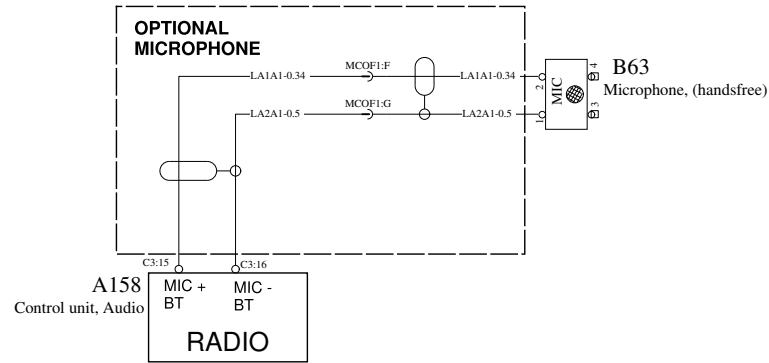 OPTIONAL
MICROPHONE
MCOF1:F
LA1A1-0.34
LA1A1-0.34
MCOF1:G
LA2A1-0.5
LA2A1-0.5
2
1
MIC
4
3
B63
Microphone, (handsfree)
C3:15
C3:16
A158
Control unit, Audio
MIC +
BT
MIC -
BT
RADIO